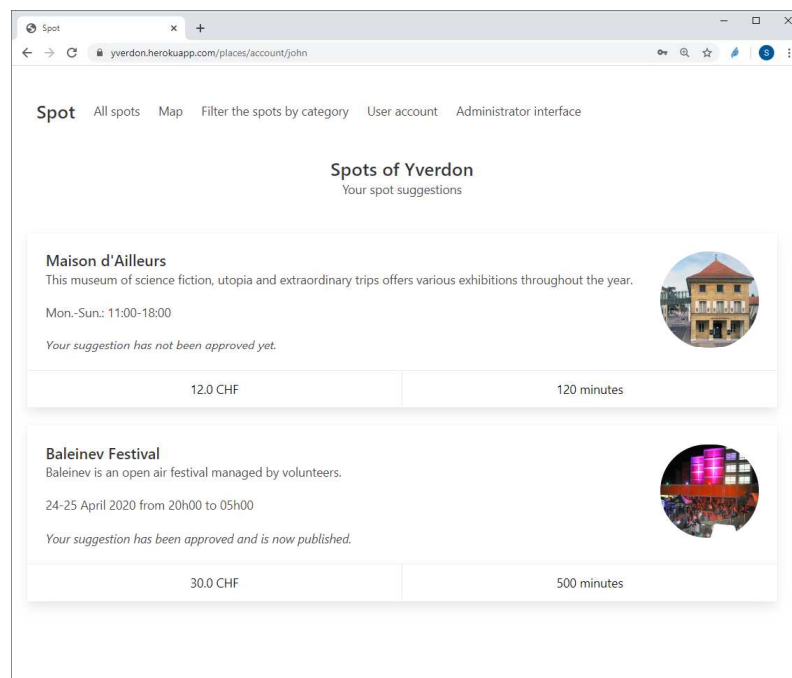 Spot
yverdon.herokuapp.com/places/account/john
S
Spot All spots Map Filter the spots by category User account Administrator interface
Spots of Yverdon
Your spot suggestions
Maison d'Ailleurs
This museum of science fiction, utopia and extraordinary trips offers various exhibitions throughout the year.
Mon.-Sun.: 11:00-18:00
Your suggestion has not been approved yet.
12.0 CHF 120 minutes
Baleinev Festival
Baleinev is an open air festival managed by volunteers.
24-25 April 2020 from 20h00 to 05h00
Your suggestion has been approved and is now published.
30.0 CHF 500 minutes